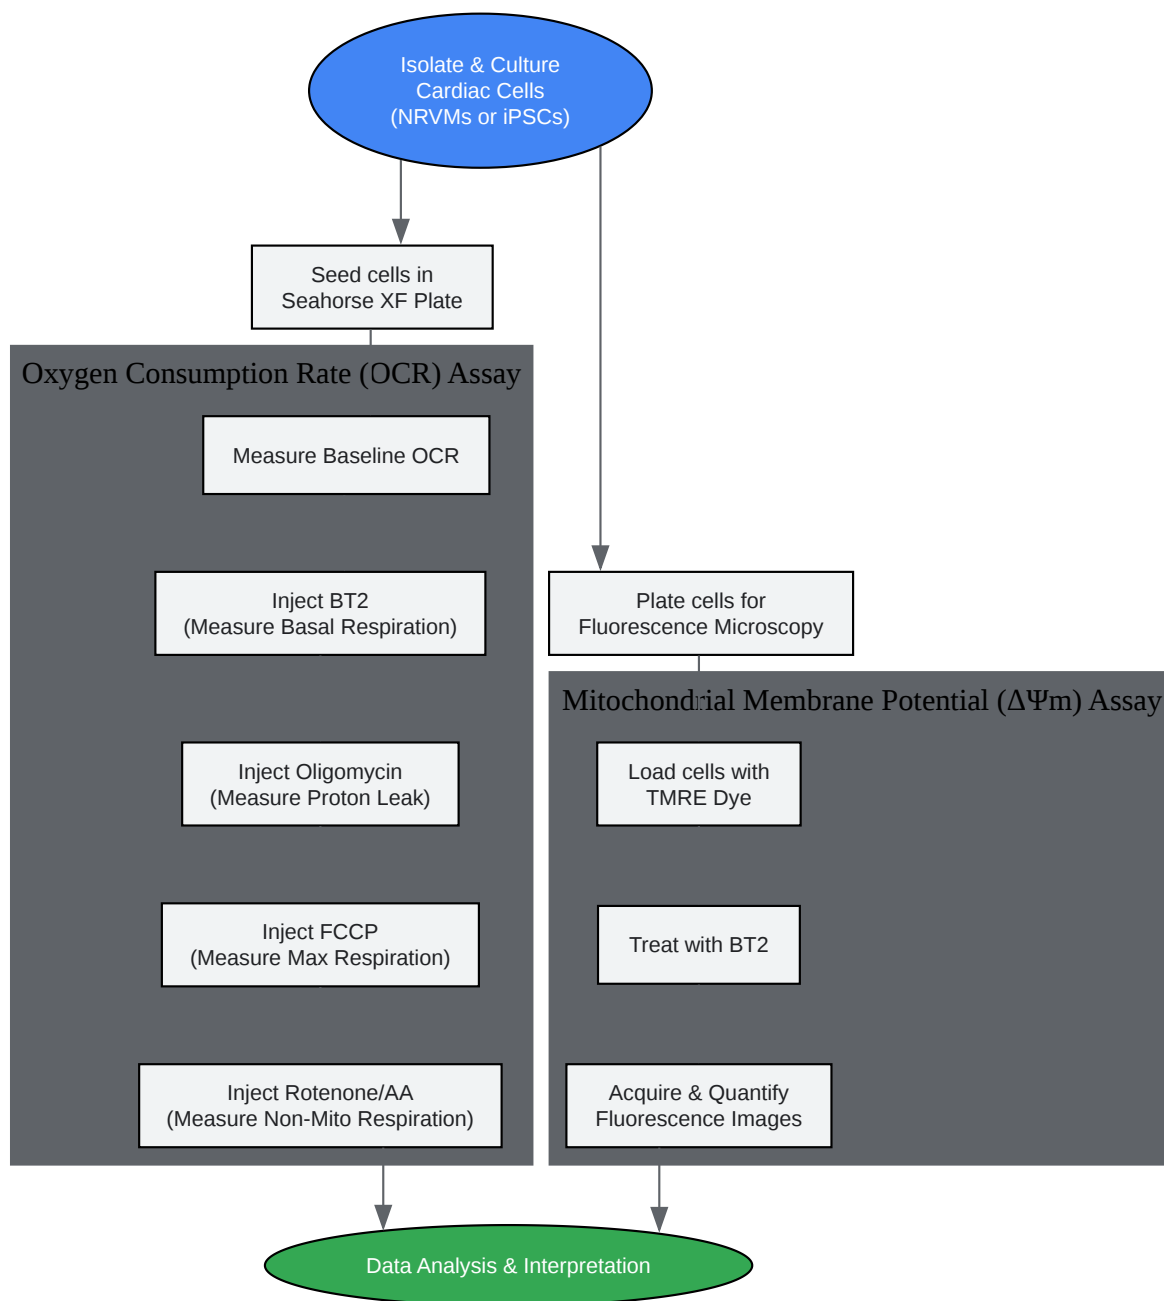 Isolate & Culture
Cardiac Cells
(NRVMs or iPSCs)
Seed cells in
Seahorse XF Plate
Oxygen Consumption Rate (OCR) Assay
Measure Baseline OCR
Inject BT2
(Measure Basal Respiration)
Inject Oligomycin
(Measure Proton Leak)
Inject FCCP
(Measure Max Respiration)
Inject Rotenone/AA
(Measure Non-Mito Respiration)
Plate cells for
Fluorescence Microscopy
Mitochondrial Membrane Potential (ΔΨm) Assay
Load cells with
TMRE Dye
Treat with BT2
Acquire & Quantify
Fluorescence Images
Data Analysis & Interpretation